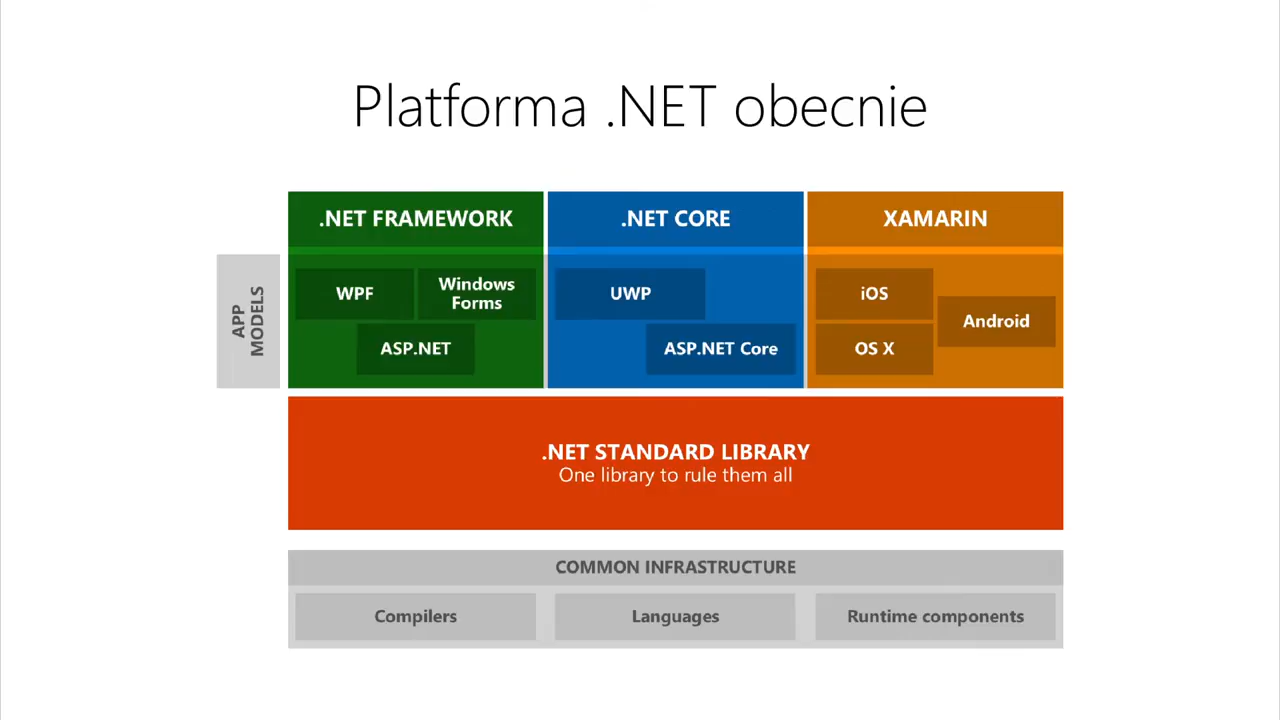 Platforma .NET obecnie
.NET FRAMEWORK
.NET CORE
XAMARIN
APP
MODELS
WPF
Windows
Forms
ASP.NET
UWP
ASP.NET Core
iOS
Android
OS X
.NET STANDARD LIBRARY
One library to rule them all
COMMON INFRASTRUCTURE
Compilers
Languages
Runtime components